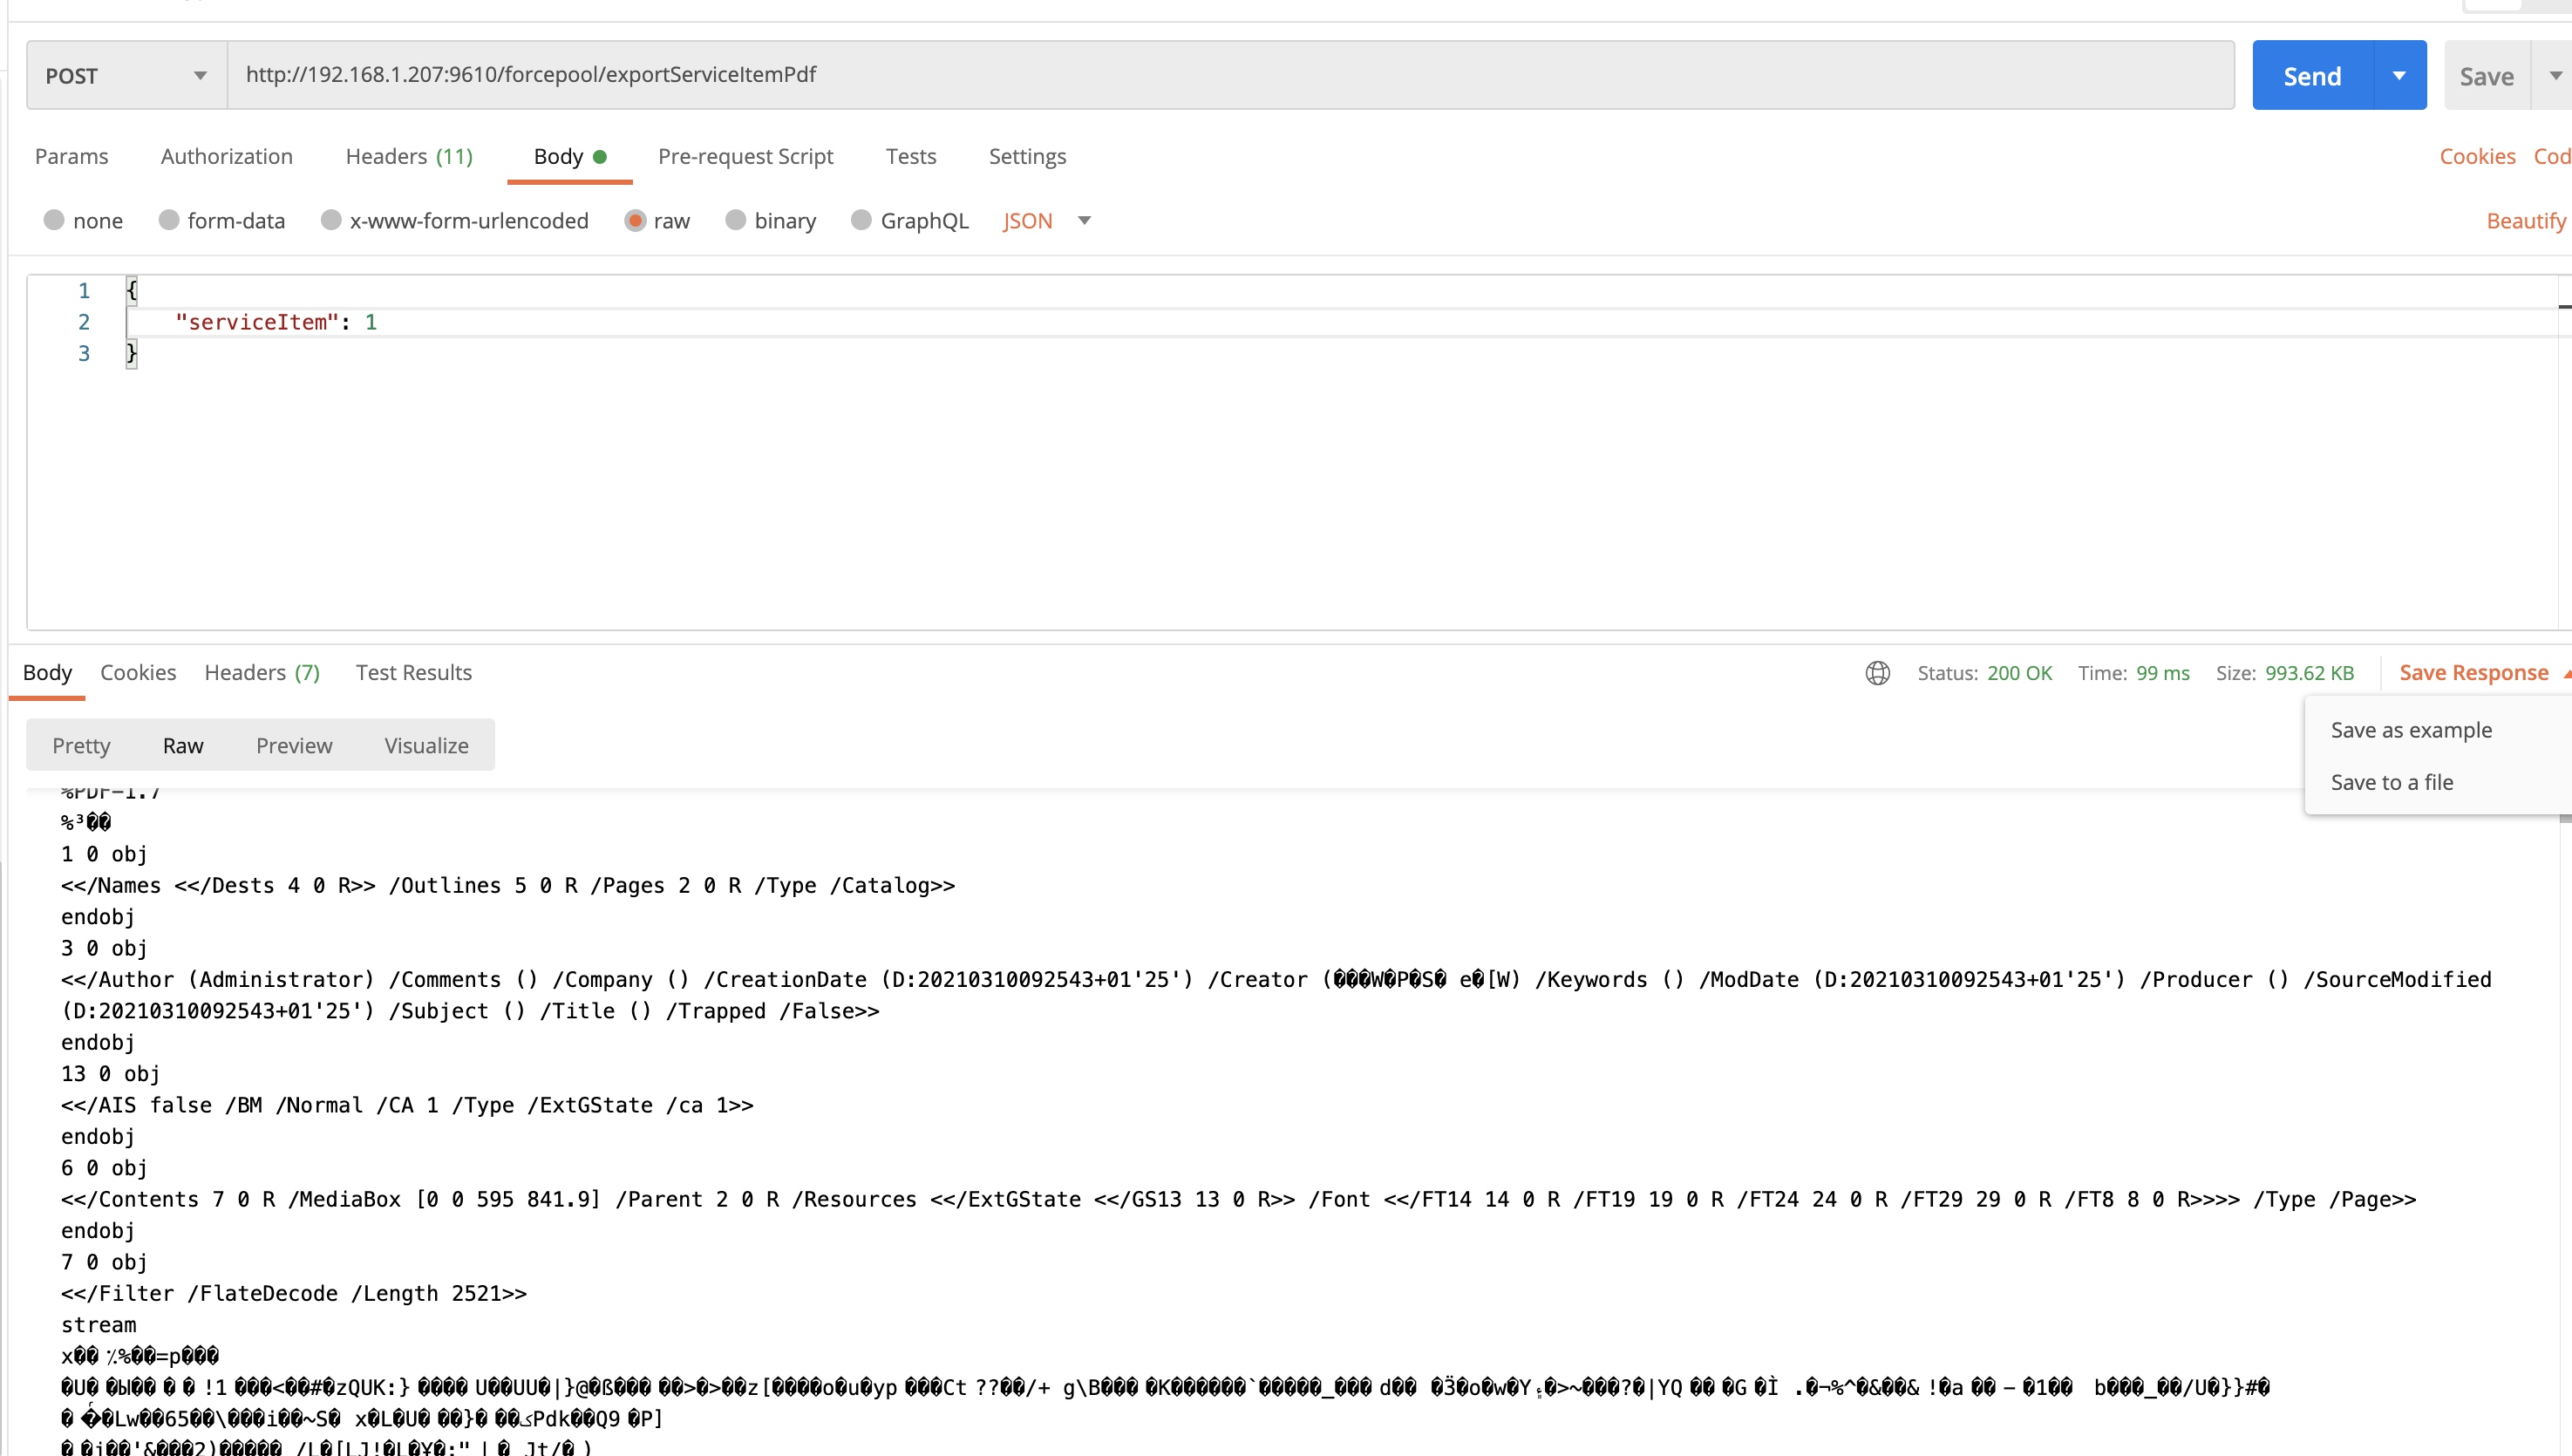 POST http://192.168.1.207:9610/forcepool/exportServiceItemPdf Send Save
Params Authorization Headers (11) Body Pre-request Script Tests Settings Cookies Cod
none form-data x-www-form-urlencoded raw binary GraphQL JSON Beautify
1 {
2 "serviceItem": 1
3 }
Body Cookies Headers (7) Test Results Status: 200 OK Time: 99 ms Size: 993.62 KB Save Response
Pretty Raw Preview Visualize
Save as example
Save to a file
%PDF-1.7
%³��
1 0 obj
<</Names <</Dests 4 0 R>> /Outlines 5 0 R /Pages 2 0 R /Type /Catalog>>
endobj
3 0 obj
<</Author (Administrator) /Comments () /Company () /CreationDate (D:20210310092543+01'25') /Creator (���W�P�S� e�[W) /Keywords () /ModDate (D:20210310092543+01'25') /Producer () /SourceModified
(D:20210310092543+01'25') /Subject () /Title () /Trapped /False>>
endobj
13 0 obj
<</AIS false /BM /Normal /CA 1 /Type /ExtGState /ca 1>>
endobj
6 0 obj
<</Contents 7 0 R /MediaBox [0 0 595 841.9] /Parent 2 0 R /Resources <</ExtGState <</GS13 13 0 R>> /Font <</FT14 14 0 R /FT19 19 0 R /FT24 24 0 R /FT29 29 0 R /FT8 8 0 R>>>> /Type /Page>>
endobj
7 0 obj
<</Filter /FlateDecode /Length 2521>>
stream